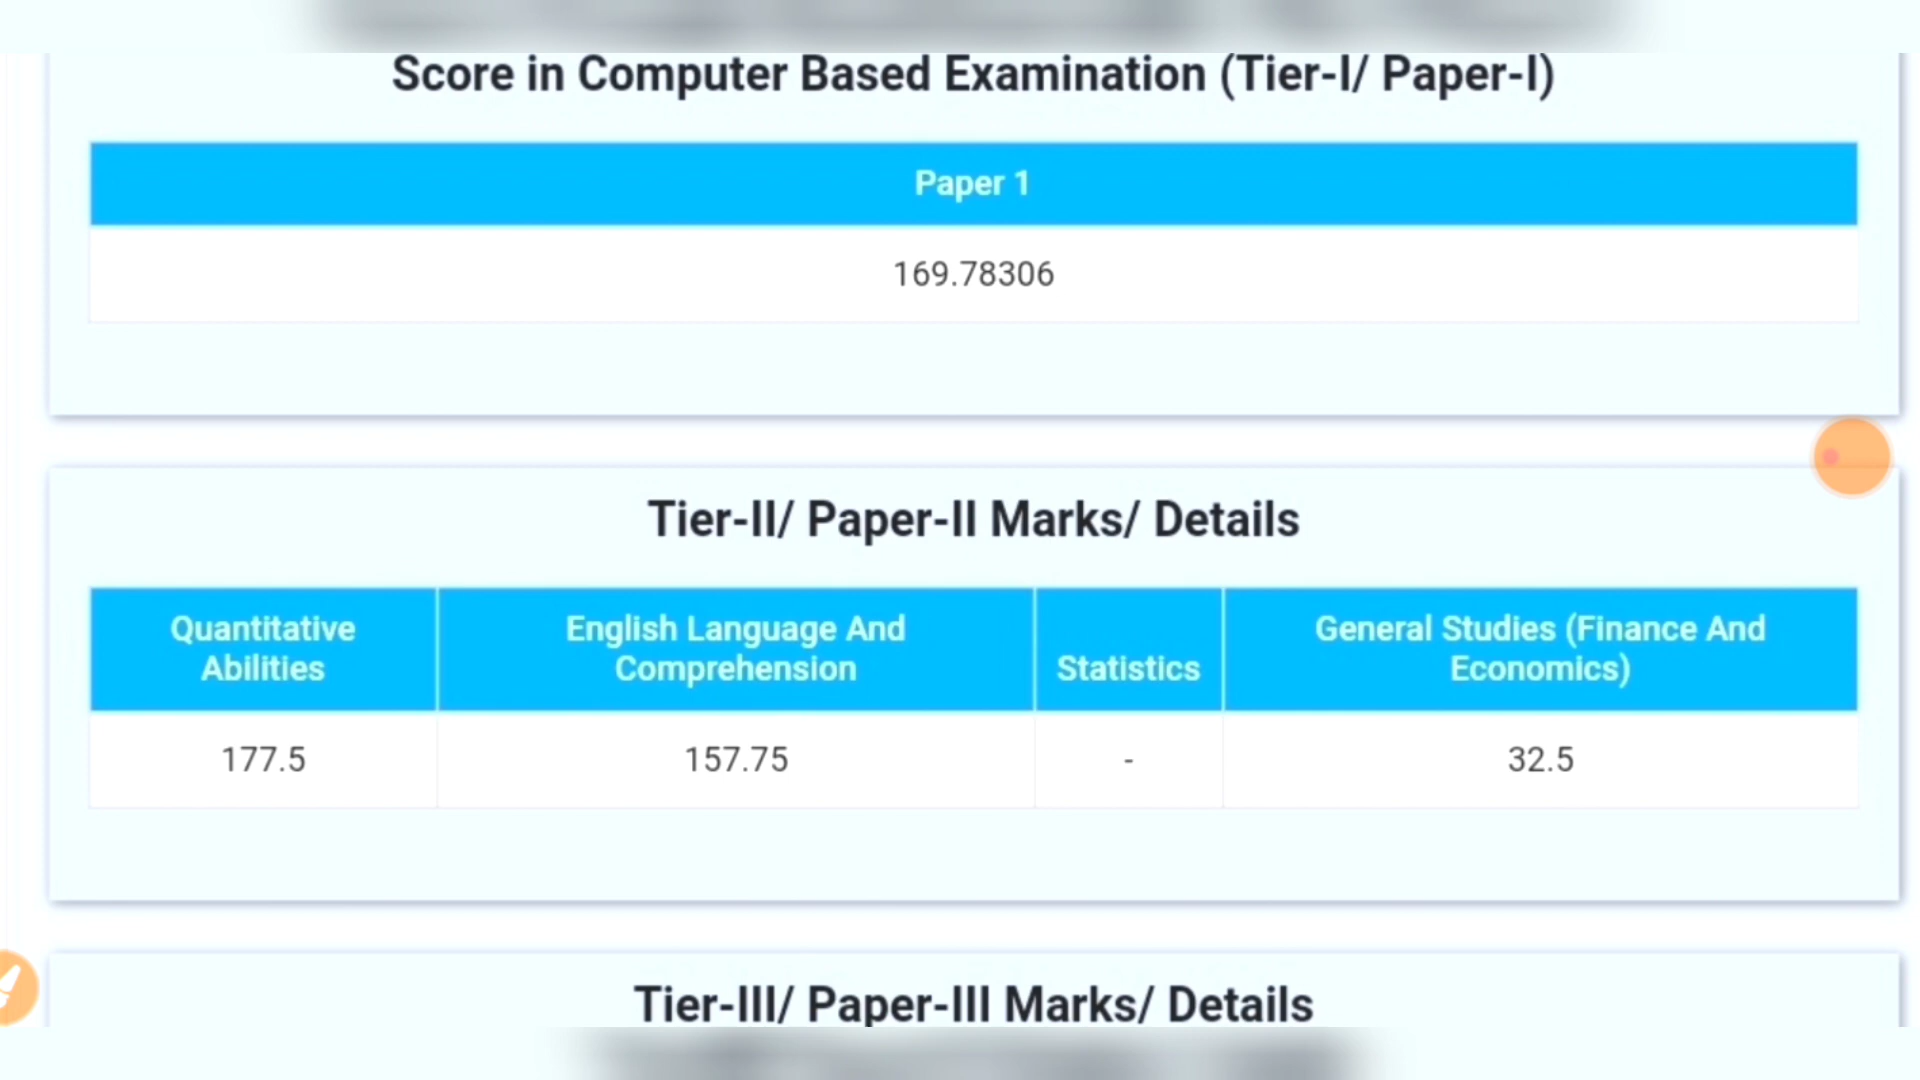 Score in Computer Based Examination (Tier-I/ Paper-I)
Paper 1
169.78306
Tier-II/ Paper-II Marks/ Details
Quantitative Abilities
English Language And Comprehension
Statistics
General Studies (Finance And Economics)
177.5
157.75
-
32.5
Tier-III/ Paper-III Marks/ Details